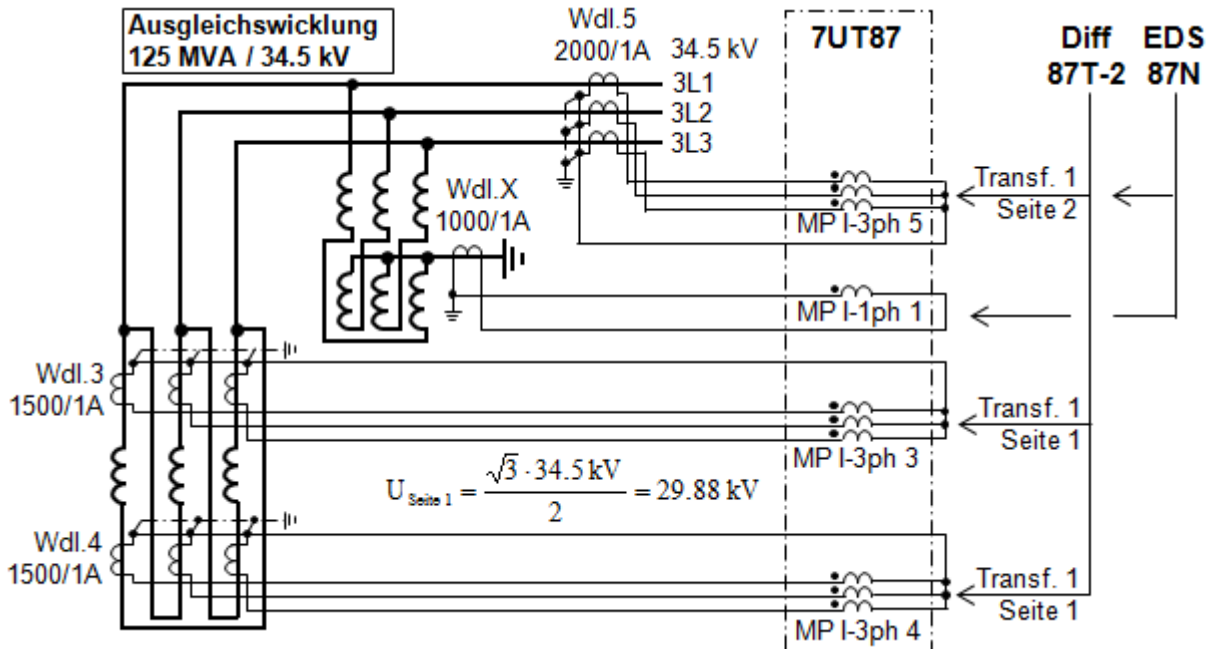 Ausgleichswicklung
125 MVA / 34.5 kV
Wdl.5
2000/1A
34.5 kV
3L1
3L2
3L3
7UT87
Diff
87T-2
EDS
87N
Wdl.X
1000/1A
MP I-3ph 5
Transf. 1
Seite 2
MP I-1ph 1
Wdl.3
1500/1A
MP I-3ph 3
Transf. 1
Seite 1
U Seite 1 = √3 · 34.5 kV / 2 = 29.88 kV
Wdl.4
1500/1A
MP I-3ph 4
Transf. 1
Seite 1